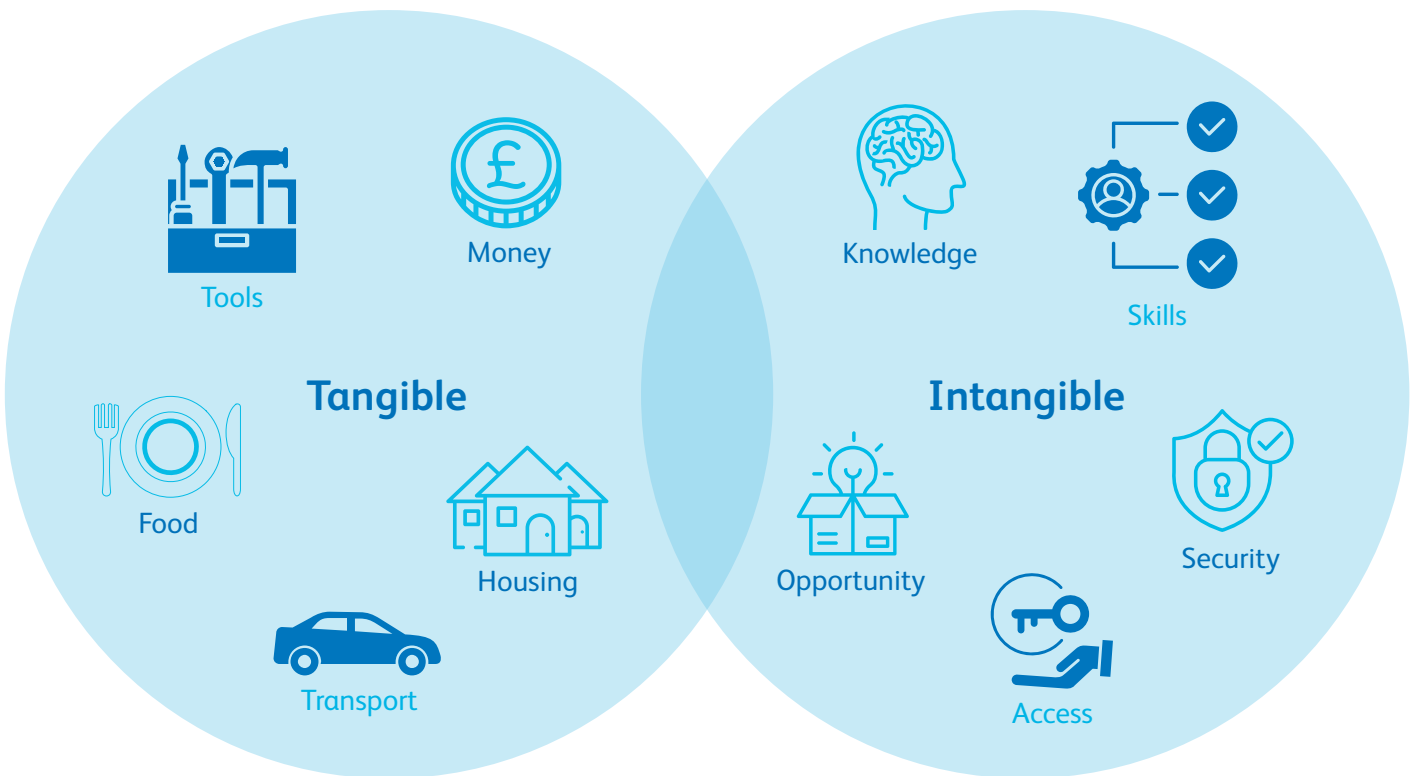 Tools
Money
Tangible
Food
Housing
Transport
Knowledge
Skills
Intangible
Opportunity
Security
Access
£